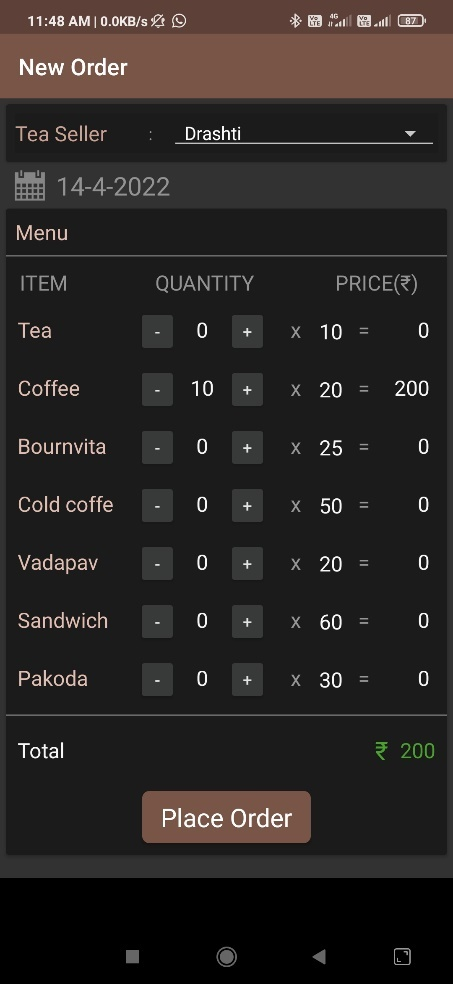 11:48 AM | 0.0KB/s
87
New Order
Tea Seller : Drashti
14-4-2022
Menu
ITEM QUANTITY PRICE(₹)
Tea - 0 + x 10 = 0
Coffee - 10 + x 20 = 200
Bournvita - 0 + x 25 = 0
Cold coffe - 0 + x 50 = 0
Vadapav - 0 + x 20 = 0
Sandwich - 0 + x 60 = 0
Pakoda - 0 + x 30 = 0
Total ₹ 200
Place Order